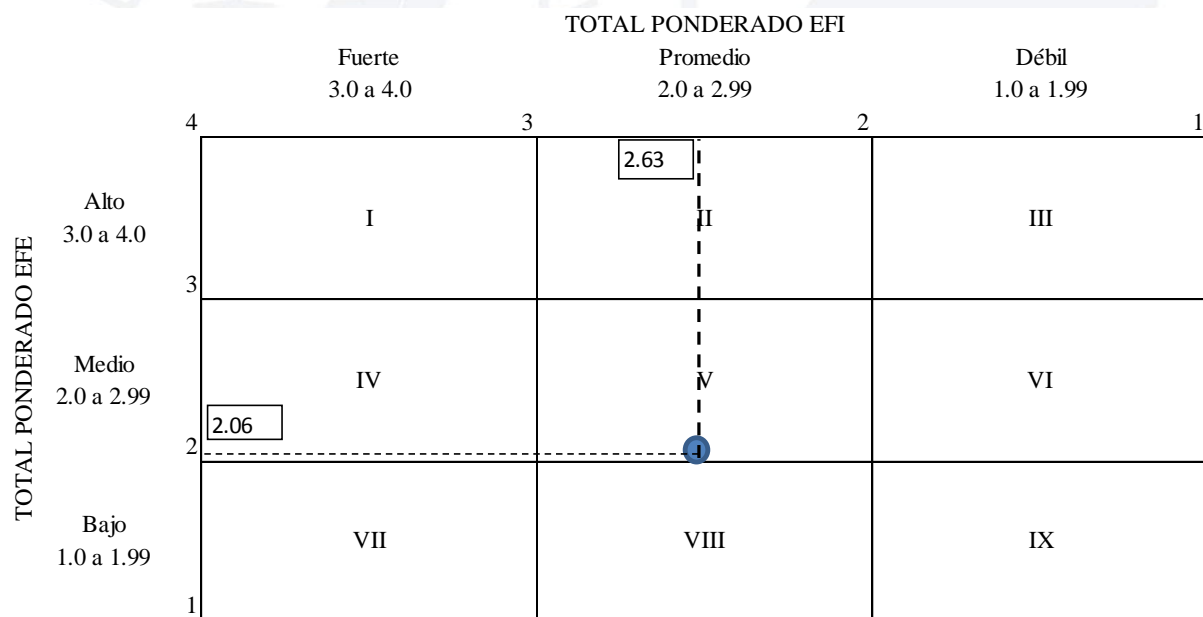 TOTAL PONDERADO EFI
Fuerte
3.0 a 4.0
Promedio
2.0 a 2.99
Débil
1.0 a 1.99
4
3
2
1
2.63
Alto
3.0 a 4.0
I
II
III
3
TOTAL PONDERADO EFE
Medio
2.0 a 2.99
IV
V
VI
2.06
2
Bajo
1.0 a 1.99
VII
VIII
IX
1